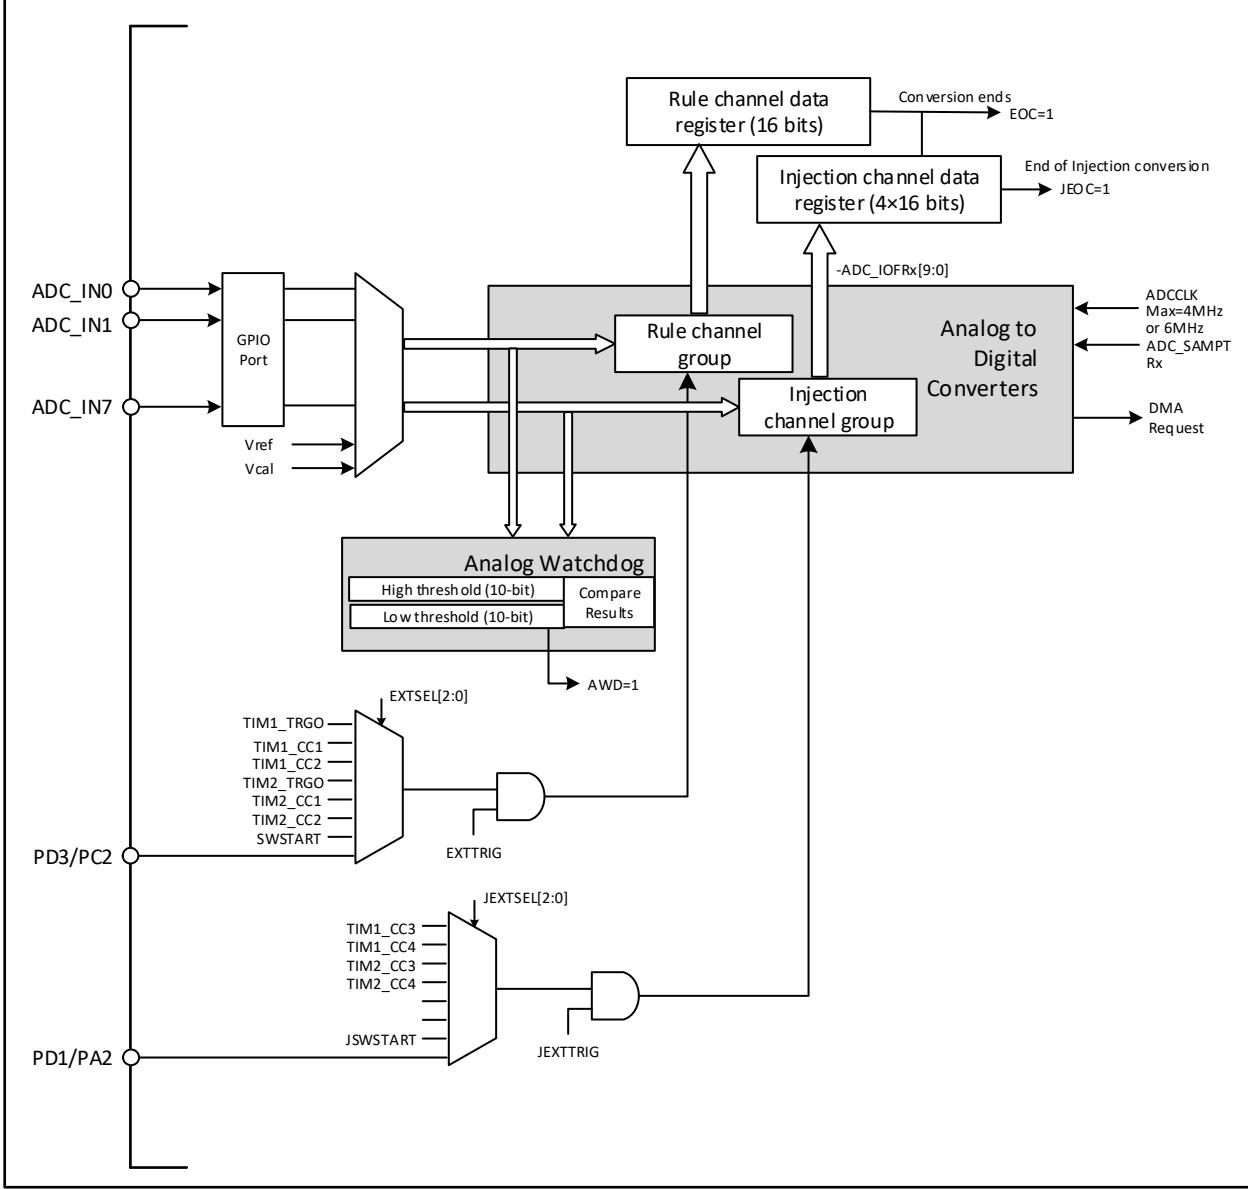 Rule channel data
register (16 bits)
Conversion ends
EOC=1
Injection channel data
register (4×16 bits)
End of Injection conversion
JEOC=1
-ADC_IOFRx[9:0]
ADC_IN0
ADC_IN1
ADC_IN7
GPIO
Port
Vref
Vcal
Rule channel
group
Injection
channel group
Analog to
Digital
Converters
ADCCLK
Max=4MHz
or 6MHz
ADC_SAMPT
Rx
DMA
Request
Analog Watchdog
High threshold (10-bit)
Low threshold (10-bit)
Compare
Results
AWD=1
EXTSEL[2:0]
TIM1_TRGO
TIM1_CC1
TIM1_CC2
TIM2_TRGO
TIM2_CC1
TIM2_CC2
SWSTART
PD3/PC2
EXTTRIG
JEXTSEL[2:0]
TIM1_CC3
TIM1_CC4
TIM2_CC3
TIM2_CC4
JSWSTART
PD1/PA2
JEXTTRIG